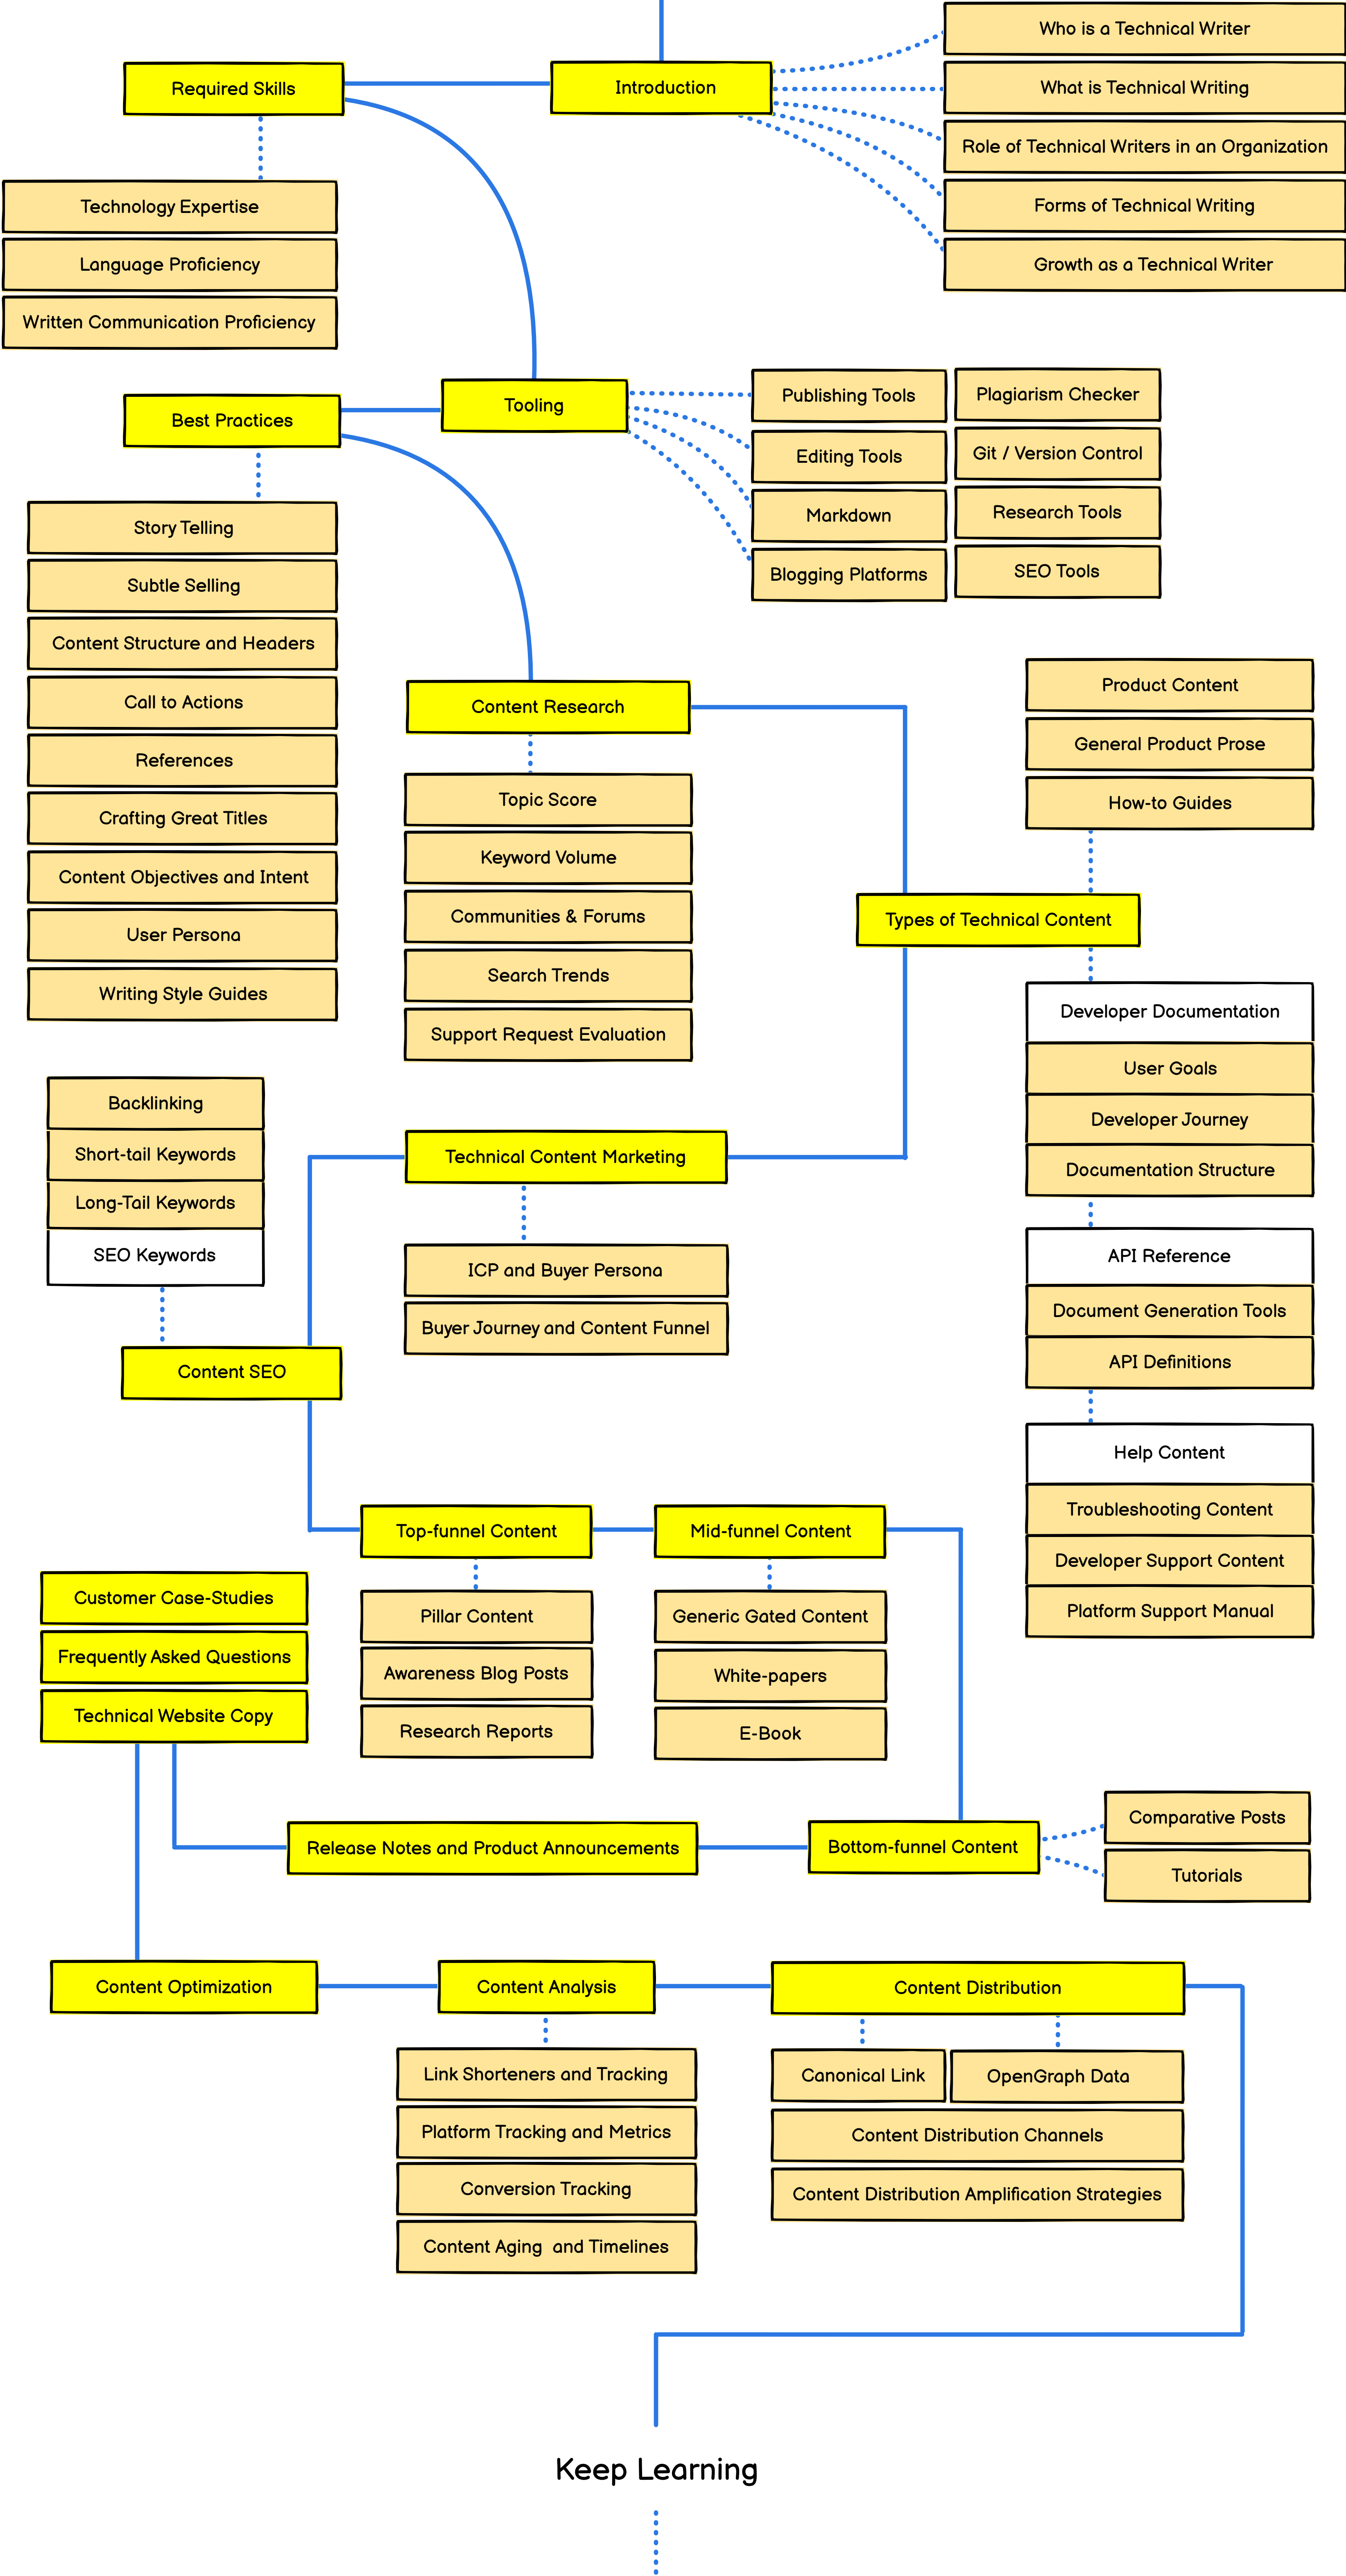 Who is a Technical Writer
Required Skills
Introduction
What is Technical Writing
Role of Technical Writers in an Organization
Forms of Technical Writing
Growth as a Technical Writer
Technology Expertise
Language Proficiency
Written Communication Proficiency
Best Practices
Tooling
Publishing Tools
Plagiarism Checker
Editing Tools
Git / Version Control
Markdown
Research Tools
Blogging Platforms
SEO Tools
Story Telling
Subtle Selling
Content Structure and Headers
Call to Actions
References
Crafting Great Titles
Content Objectives and Intent
User Persona
Writing Style Guides
Content Research
Topic Score
Keyword Volume
Communities & Forums
Search Trends
Support Request Evaluation
Product Content
General Product Prose
How-to Guides
Types of Technical Content
Developer Documentation
User Goals
Developer Journey
Documentation Structure
API Reference
Document Generation Tools
API Definitions
Help Content
Troubleshooting Content
Developer Support Content
Platform Support Manual
Backlinking
Short-tail Keywords
Long-Tail Keywords
SEO Keywords
Content SEO
Technical Content Marketing
ICP and Buyer Persona
Buyer Journey and Content Funnel
Top-funnel Content
Pillar Content
Awareness Blog Posts
Research Reports
Mid-funnel Content
Generic Gated Content
White-papers
E-Book
Customer Case-Studies
Frequently Asked Questions
Technical Website Copy
Release Notes and Product Announcements
Bottom-funnel Content
Comparative Posts
Tutorials
Content Optimization
Content Analysis
Content Distribution
Link Shorteners and Tracking
Platform Tracking and Metrics
Conversion Tracking
Content Aging and Timelines
Canonical Link
OpenGraph Data
Content Distribution Channels
Content Distribution Amplification Strategies
Keep Learning